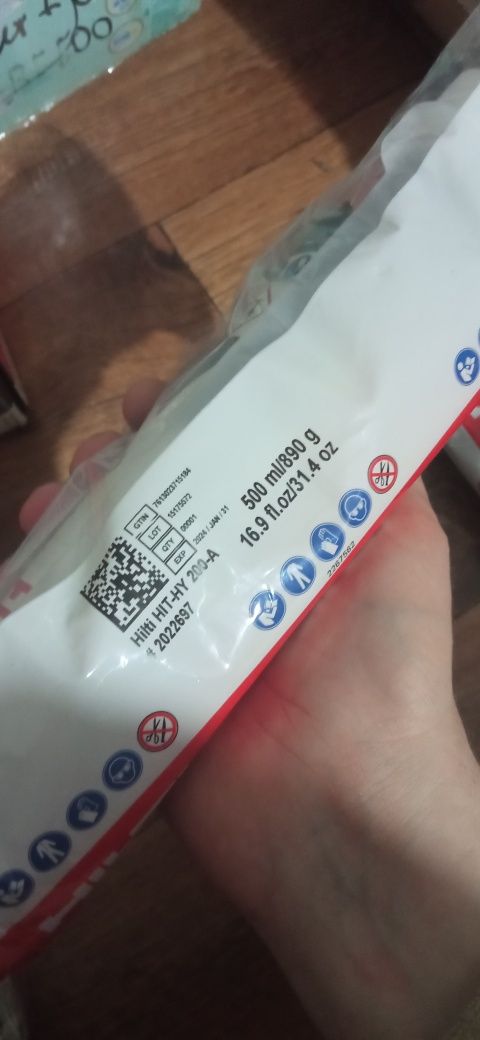 GTIN 7613023715184
LOT 15175572
QTY 00001
EXP 2024 / JAN / 31
Hilti HIT-HY 200-A
# 2022697
500 ml/890 g
16.9 fl.oz/31.4 oz
2267563